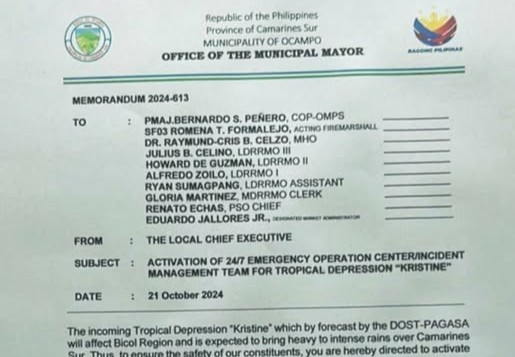 Republic of the Philippines
Province of Camarines Sur
MUNICIPALITY OF OCAMPO
OFFICE OF THE MUNICIPAL MAYOR
BAGONG PILIPINAS
MEMORANDUM 2024-613
TO : PMAJ.BERNARDO S. PEÑERO, COP-OMPS
SF03 ROMENA T. FORMALEJO, ACTING FIREMARSHALL
DR. RAYMUND-CRIS B. CELZO, MHO
JULIUS B. CELINO, LDRRMO III
HOWARD DE GUZMAN, LDRRMO II
ALFREDO ZOILO, LDRRMO I
RYAN SUMAGPANG, LDRRMO ASSISTANT
GLORIA MARTINEZ, MDRRMO CLERK
RENATO ECHAS, PSO CHIEF
EDUARDO JALLORES JR., DESIGNATED MARKET ADMINISTRATOR
FROM : THE LOCAL CHIEF EXECUTIVE
SUBJECT : ACTIVATION OF 24/7 EMERGENCY OPERATION CENTER/INCIDENT
MANAGEMENT TEAM FOR TROPICAL DEPRESSION "KRISTINE"
DATE : 21 October 2024
The incoming Tropical Depression "Kristine" which by forecast by the DOST-PAGASA
will affect Bicol Region and is expected to bring heavy to intense rains over Camarines
Sur. Thus, to ensure the safety of our constituents, you are hereby directed to activate